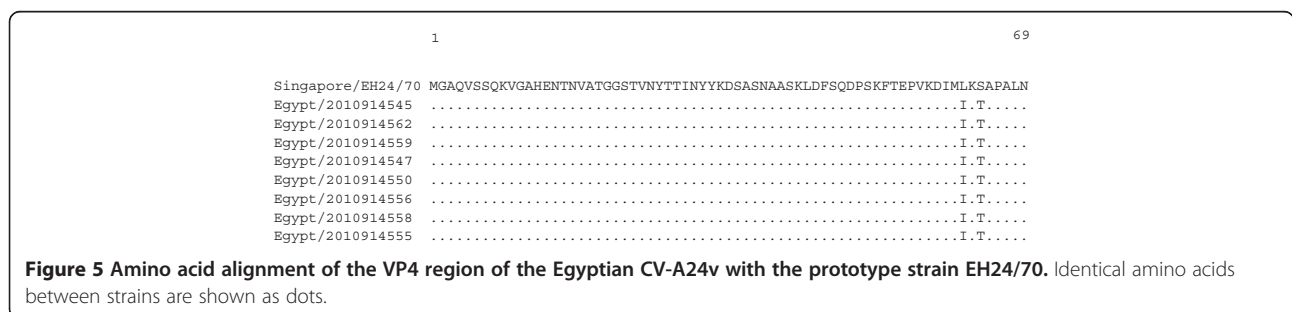 1 69
Singapore/EH24/70 MGAQVSSQKVGAHENTNVATGGSTVNYTTINYYKDSASNAASKLDFSQDPSKFTEPVKDIMLKSAPALN
Egypt/2010914545 .............................................................I.T.....
Egypt/2010914562 .............................................................I.T.....
Egypt/2010914559 .............................................................I.T.....
Egypt/2010914547 .............................................................I.T.....
Egypt/2010914550 .............................................................I.T.....
Egypt/2010914556 .............................................................I.T.....
Egypt/2010914558 .............................................................I.T.....
Egypt/2010914555 .............................................................I.T.....
Figure 5 Amino acid alignment of the VP4 region of the Egyptian CV-A24v with the prototype strain EH24/70. Identical amino acids
between strains are shown as dots.